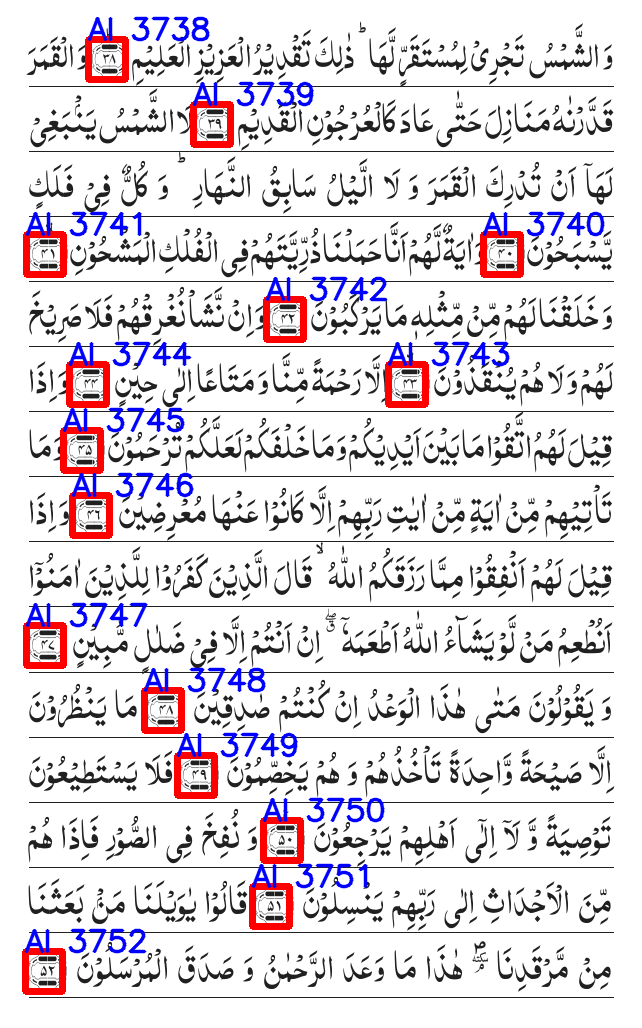 AI 3738
وَالشَّمْسُ تَجْرِیْ لِمُسْتَقَرٍّ لَّهَا ؕ ذٰلِكَ تَقْدِیْرُ الْعَزِیْزِ الْعَلِیْمِ ۳۸ وَالْقَمَرَ
AI 3739
قَدَّرْنٰهُ مَنَازِلَ حَتّٰی عَادَ كَالْعُرْجُوْنِ الْقَدِیْمِ ۳۹ لَا الشَّمْسُ یَنْۢبَغِیْ
لَهَاۤ اَنْ تُدْرِكَ الْقَمَرَ وَ لَا الَّیْلُ سَابِقُ النَّهَارِ ؕ وَ كُلٌّ فِیْ فَلَكٍ
AI 3740 AI 3741
یَّسْبَحُوْنَ ۴۰ وَاٰیَةٌ لَّهُمْ اَنَّا حَمَلْنَا ذُرِّیَّتَهُمْ فِی الْفُلْكِ الْمَشْحُوْنِ ۴۱
AI 3742
وَ خَلَقْنَا لَهُمْ مِّنْ مِّثْلِهٖ مَا یَرْكَبُوْنَ ۴۲ وَاِنْ نَّشَاْ نُغْرِقْهُمْ فَلَا صَرِیْخَ
AI 3743 AI 3744
لَهُمْ وَ لَا هُمْ یُنْقَذُوْنَ ۴۳ اِلَّا رَحْمَةً مِّنَّا وَ مَتَاعًا اِلٰی حِیْنٍ ۴۴ وَ اِذَا
AI 3745
قِیْلَ لَهُمُ اتَّقُوْا مَا بَیْنَ اَیْدِیْكُمْ وَ مَا خَلْفَكُمْ لَعَلَّكُمْ تُرْحَمُوْنَ ۴۵ وَ مَا
AI 3746
تَاْتِیْهِمْ مِّنْ اٰیَةٍ مِّنْ اٰیٰتِ رَبِّهِمْ اِلَّا كَانُوْا عَنْهَا مُعْرِضِیْنَ ۴۶ وَ اِذَا
قِیْلَ لَهُمْ اَنْفِقُوْا مِمَّا رَزَقَكُمُ اللّٰهُ ۙ قَالَ الَّذِیْنَ كَفَرُوْا لِلَّذِیْنَ اٰمَنُوْۤا
AI 3747
اَنُطْعِمُ مَنْ لَّوْ یَشَآءُ اللّٰهُ اَطْعَمَهٗۤ ۖۗ اِنْ اَنْتُمْ اِلَّا فِیْ ضَلٰلٍ مُّبِیْنٍ ۴۷
AI 3748
وَ یَقُوْلُوْنَ مَتٰی هٰذَا الْوَعْدُ اِنْ كُنْتُمْ صٰدِقِیْنَ ۴۸ مَا یَنْظُرُوْنَ
AI 3749
اِلَّا صَیْحَةً وَّاحِدَةً تَاْخُذُهُمْ وَ هُمْ یَخِصِّمُوْنَ ۴۹ فَلَا یَسْتَطِیْعُوْنَ
AI 3750
تَوْصِیَةً وَّ لَاۤ اِلٰۤی اَهْلِهِمْ یَرْجِعُوْنَ ۵۰ وَ نُفِخَ فِی الصُّوْرِ فَاِذَا هُمْ
AI 3751
مِّنَ الْاَجْدَاثِ اِلٰی رَبِّهِمْ یَنْسِلُوْنَ ۵۱ قَالُوْا یٰوَیْلَنَا مَنْۢ بَعَثَنَا
AI 3752
مِنْ مَّرْقَدِنَا ۘ هٰذَا مَا وَعَدَ الرَّحْمٰنُ وَ صَدَقَ الْمُرْسَلُوْنَ ۵۲